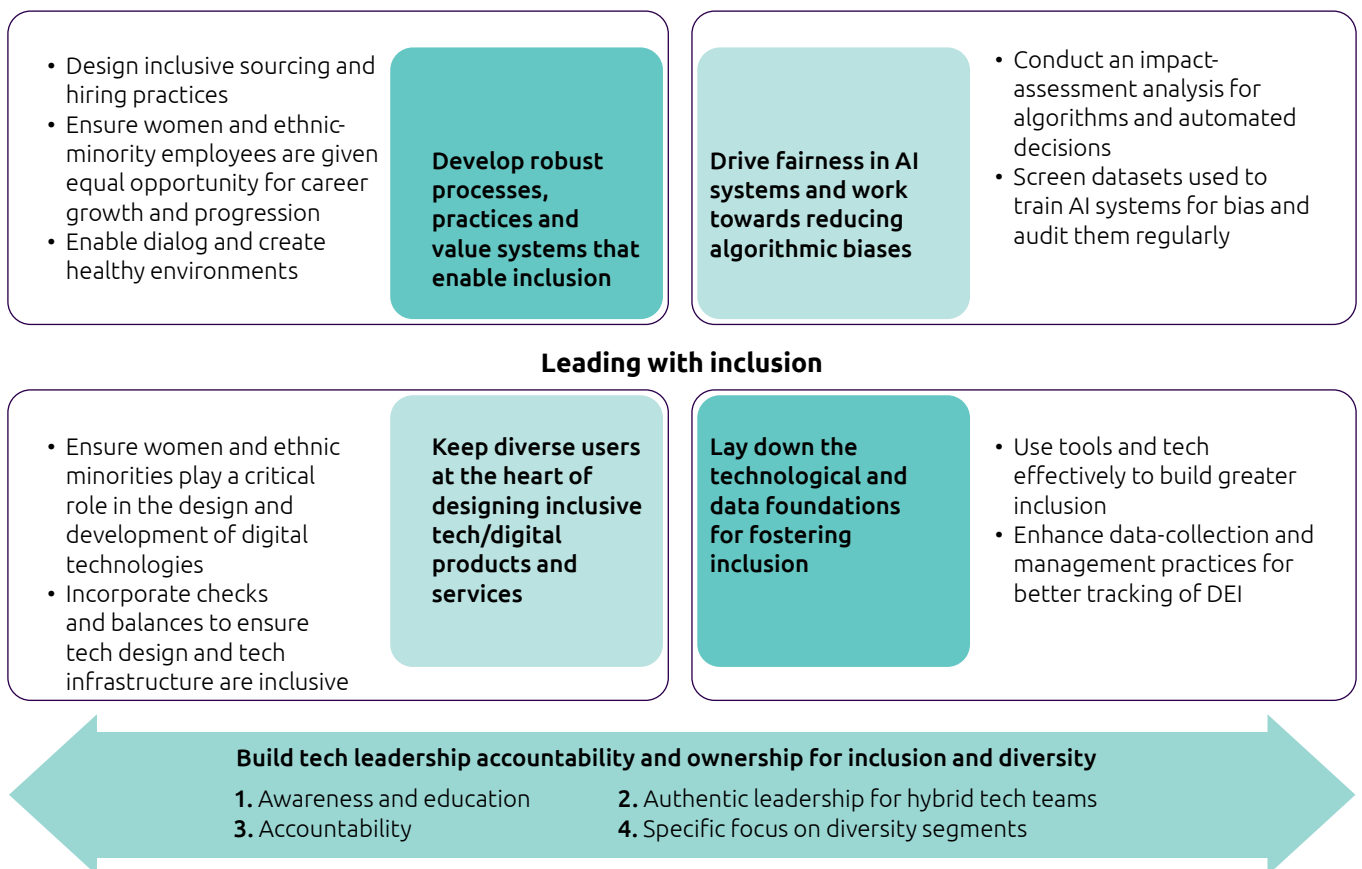 • Design inclusive sourcing and
hiring practices
• Ensure women and ethnic-
minority employees are given
equal opportunity for career
growth and progression
• Enable dialog and create
healthy environments
Develop robust
processes,
practices and
value systems that
enable inclusion
Drive fairness in AI
systems and work
towards reducing
algorithmic biases
• Conduct an impact-
assessment analysis for
algorithms and automated
decisions
• Screen datasets used to
train AI systems for bias and
audit them regularly
Leading with inclusion
• Ensure women and ethnic
minorities play a critical
role in the design and
development of digital
technologies
• Incorporate checks
and balances to ensure
tech design and tech
infrastructure are inclusive
Keep diverse users
at the heart of
designing inclusive
tech/digital
products and
services
Lay down the
technological and
data foundations
for fostering
inclusion
• Use tools and tech
effectively to build greater
inclusion
• Enhance data-collection and
management practices for
better tracking of DEI
Build tech leadership accountability and ownership for inclusion and diversity
1. Awareness and education
2. Authentic leadership for hybrid tech teams
3. Accountability
4. Specific focus on diversity segments